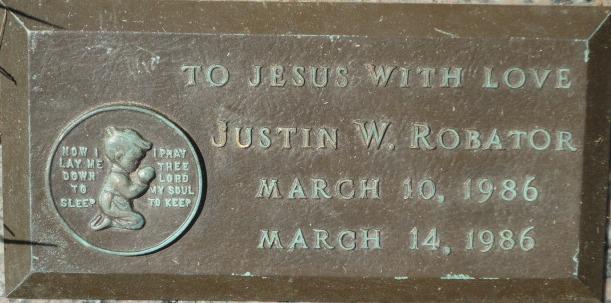 TO JESUS WITH LOVE
JUSTIN W. ROBATOR
MARCH 10, 1986
MARCH 14, 1986
NOW I
LAY ME
DOWN
TO
SLEEP
I PRAY
THEE
LORD
MY SOUL
TO KEEP